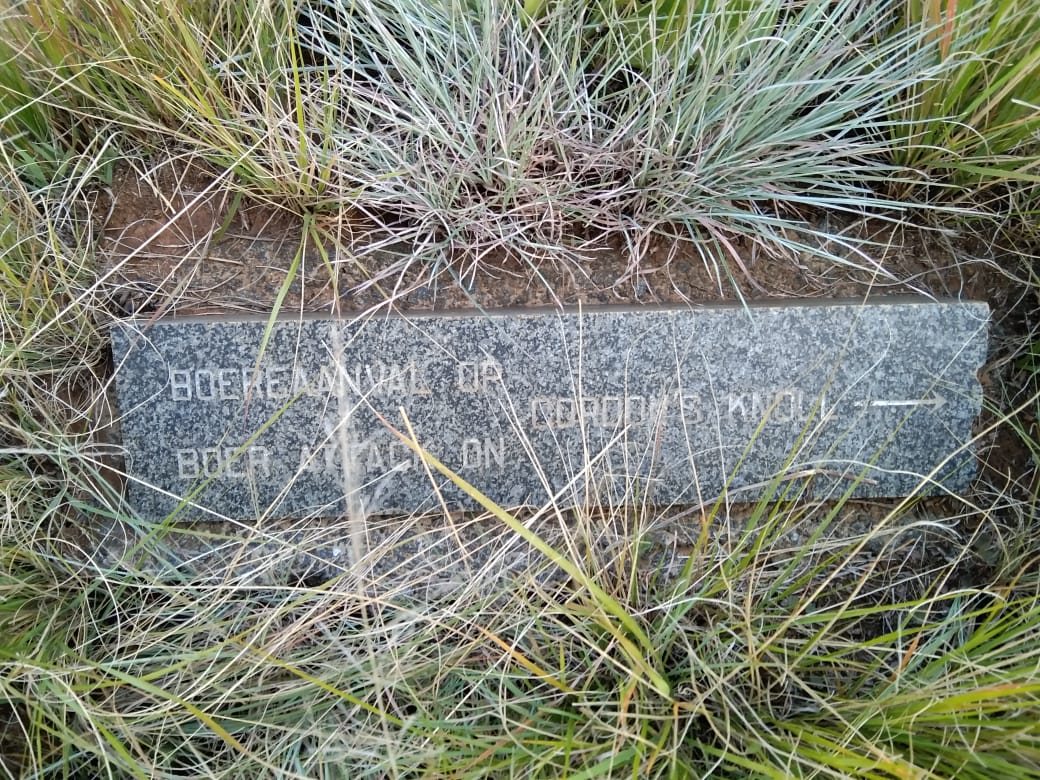 BOEREAANVAL OP
GORDON'S KNOLL →
BOER ATTACK ON